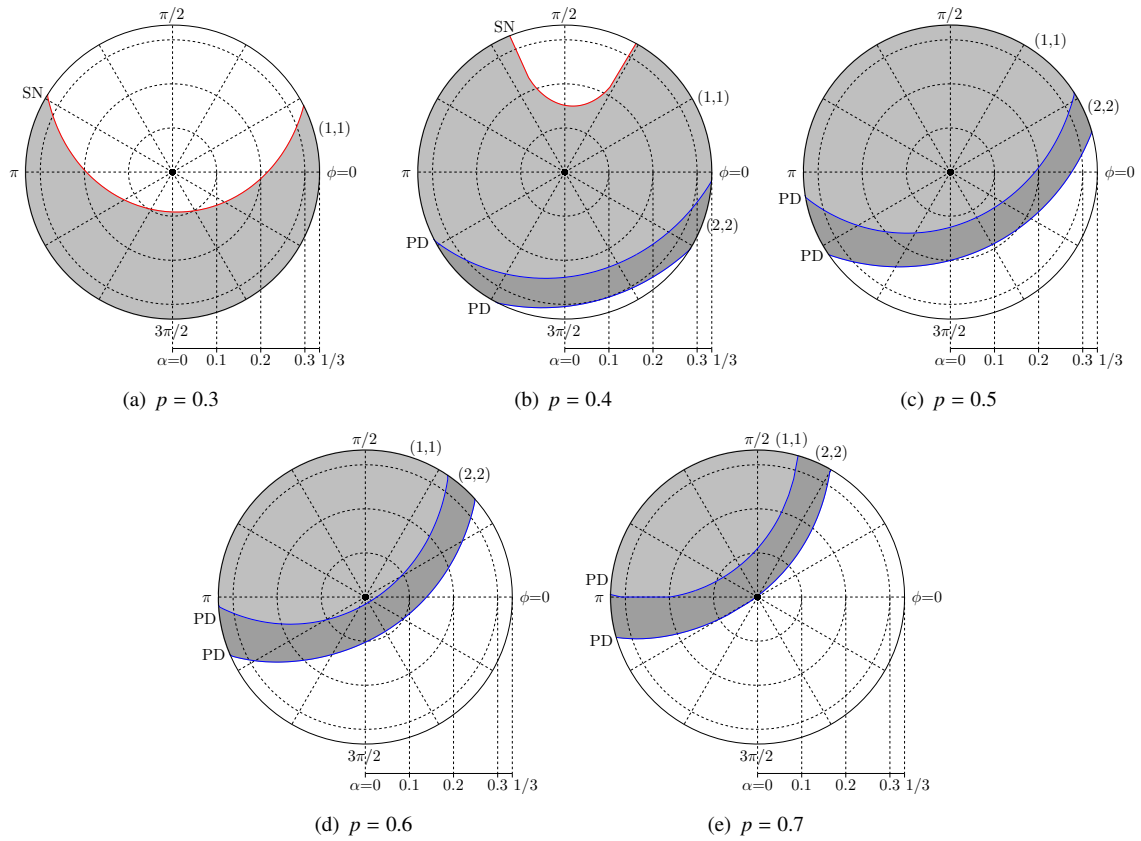 π/2
SN
(1,1)
π
ϕ=0
3π/2
α=0 0.1 0.2 0.3 1/3
(a) p = 0.3
π/2
SN
(1,1)
π
ϕ=0
(2,2)
PD
PD
3π/2
α=0 0.1 0.2 0.3 1/3
(b) p = 0.4
π/2
(1,1)
(2,2)
π
ϕ=0
PD
PD
3π/2
α=0 0.1 0.2 0.3 1/3
(c) p = 0.5
π/2
(1,1)
(2,2)
π
ϕ=0
PD
PD
3π/2
α=0 0.1 0.2 0.3 1/3
(d) p = 0.6
π/2 (1,1)
(2,2)
PD
π
ϕ=0
PD
3π/2
α=0 0.1 0.2 0.3 1/3
(e) p = 0.7